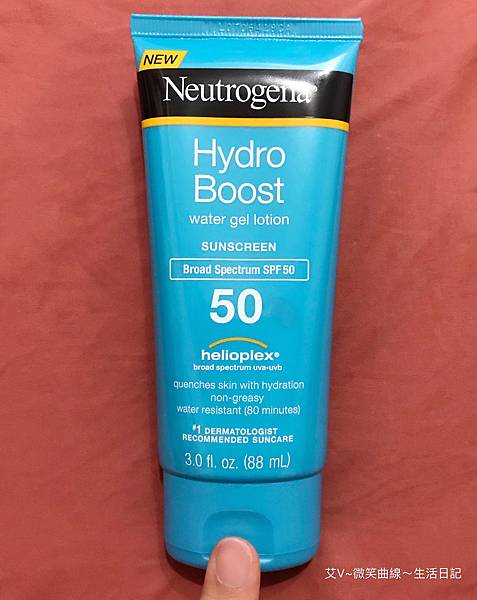 NEW
Neutrogena®
Hydro
Boost
water gel lotion
SUNSCREEN
Broad Spectrum SPF 50
50
helioplex®
broad spectrum uva-uvb
quenches skin with hydration
non-greasy
water resistant (80 minutes)
#1 DERMATOLOGIST
RECOMMENDED SUNCARE
3.0 fl. oz. (88 mL)
艾V~微笑曲線～生活日記